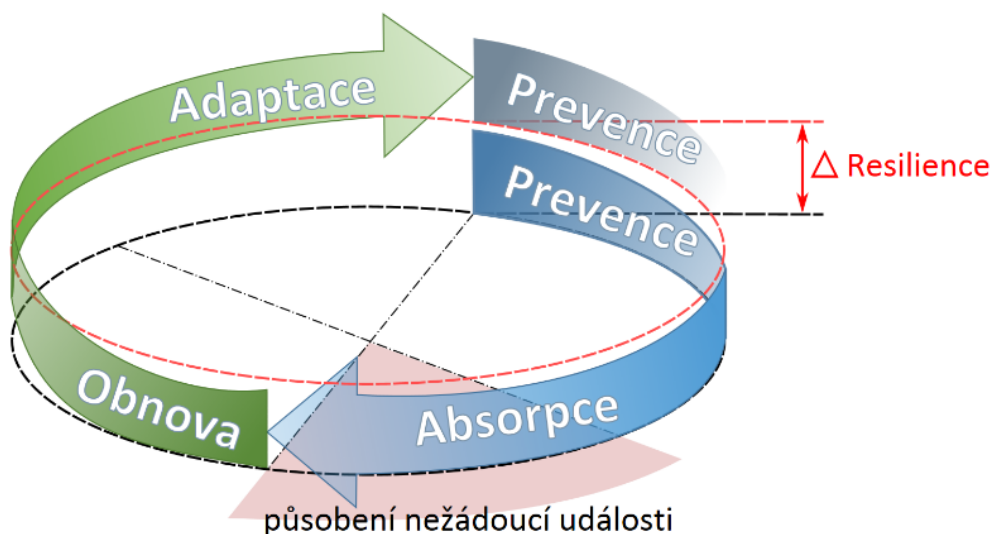 Adaptace
Prevence
Prevence
△ Resilience
Obnova
Absorpce
působení nežádoucí události